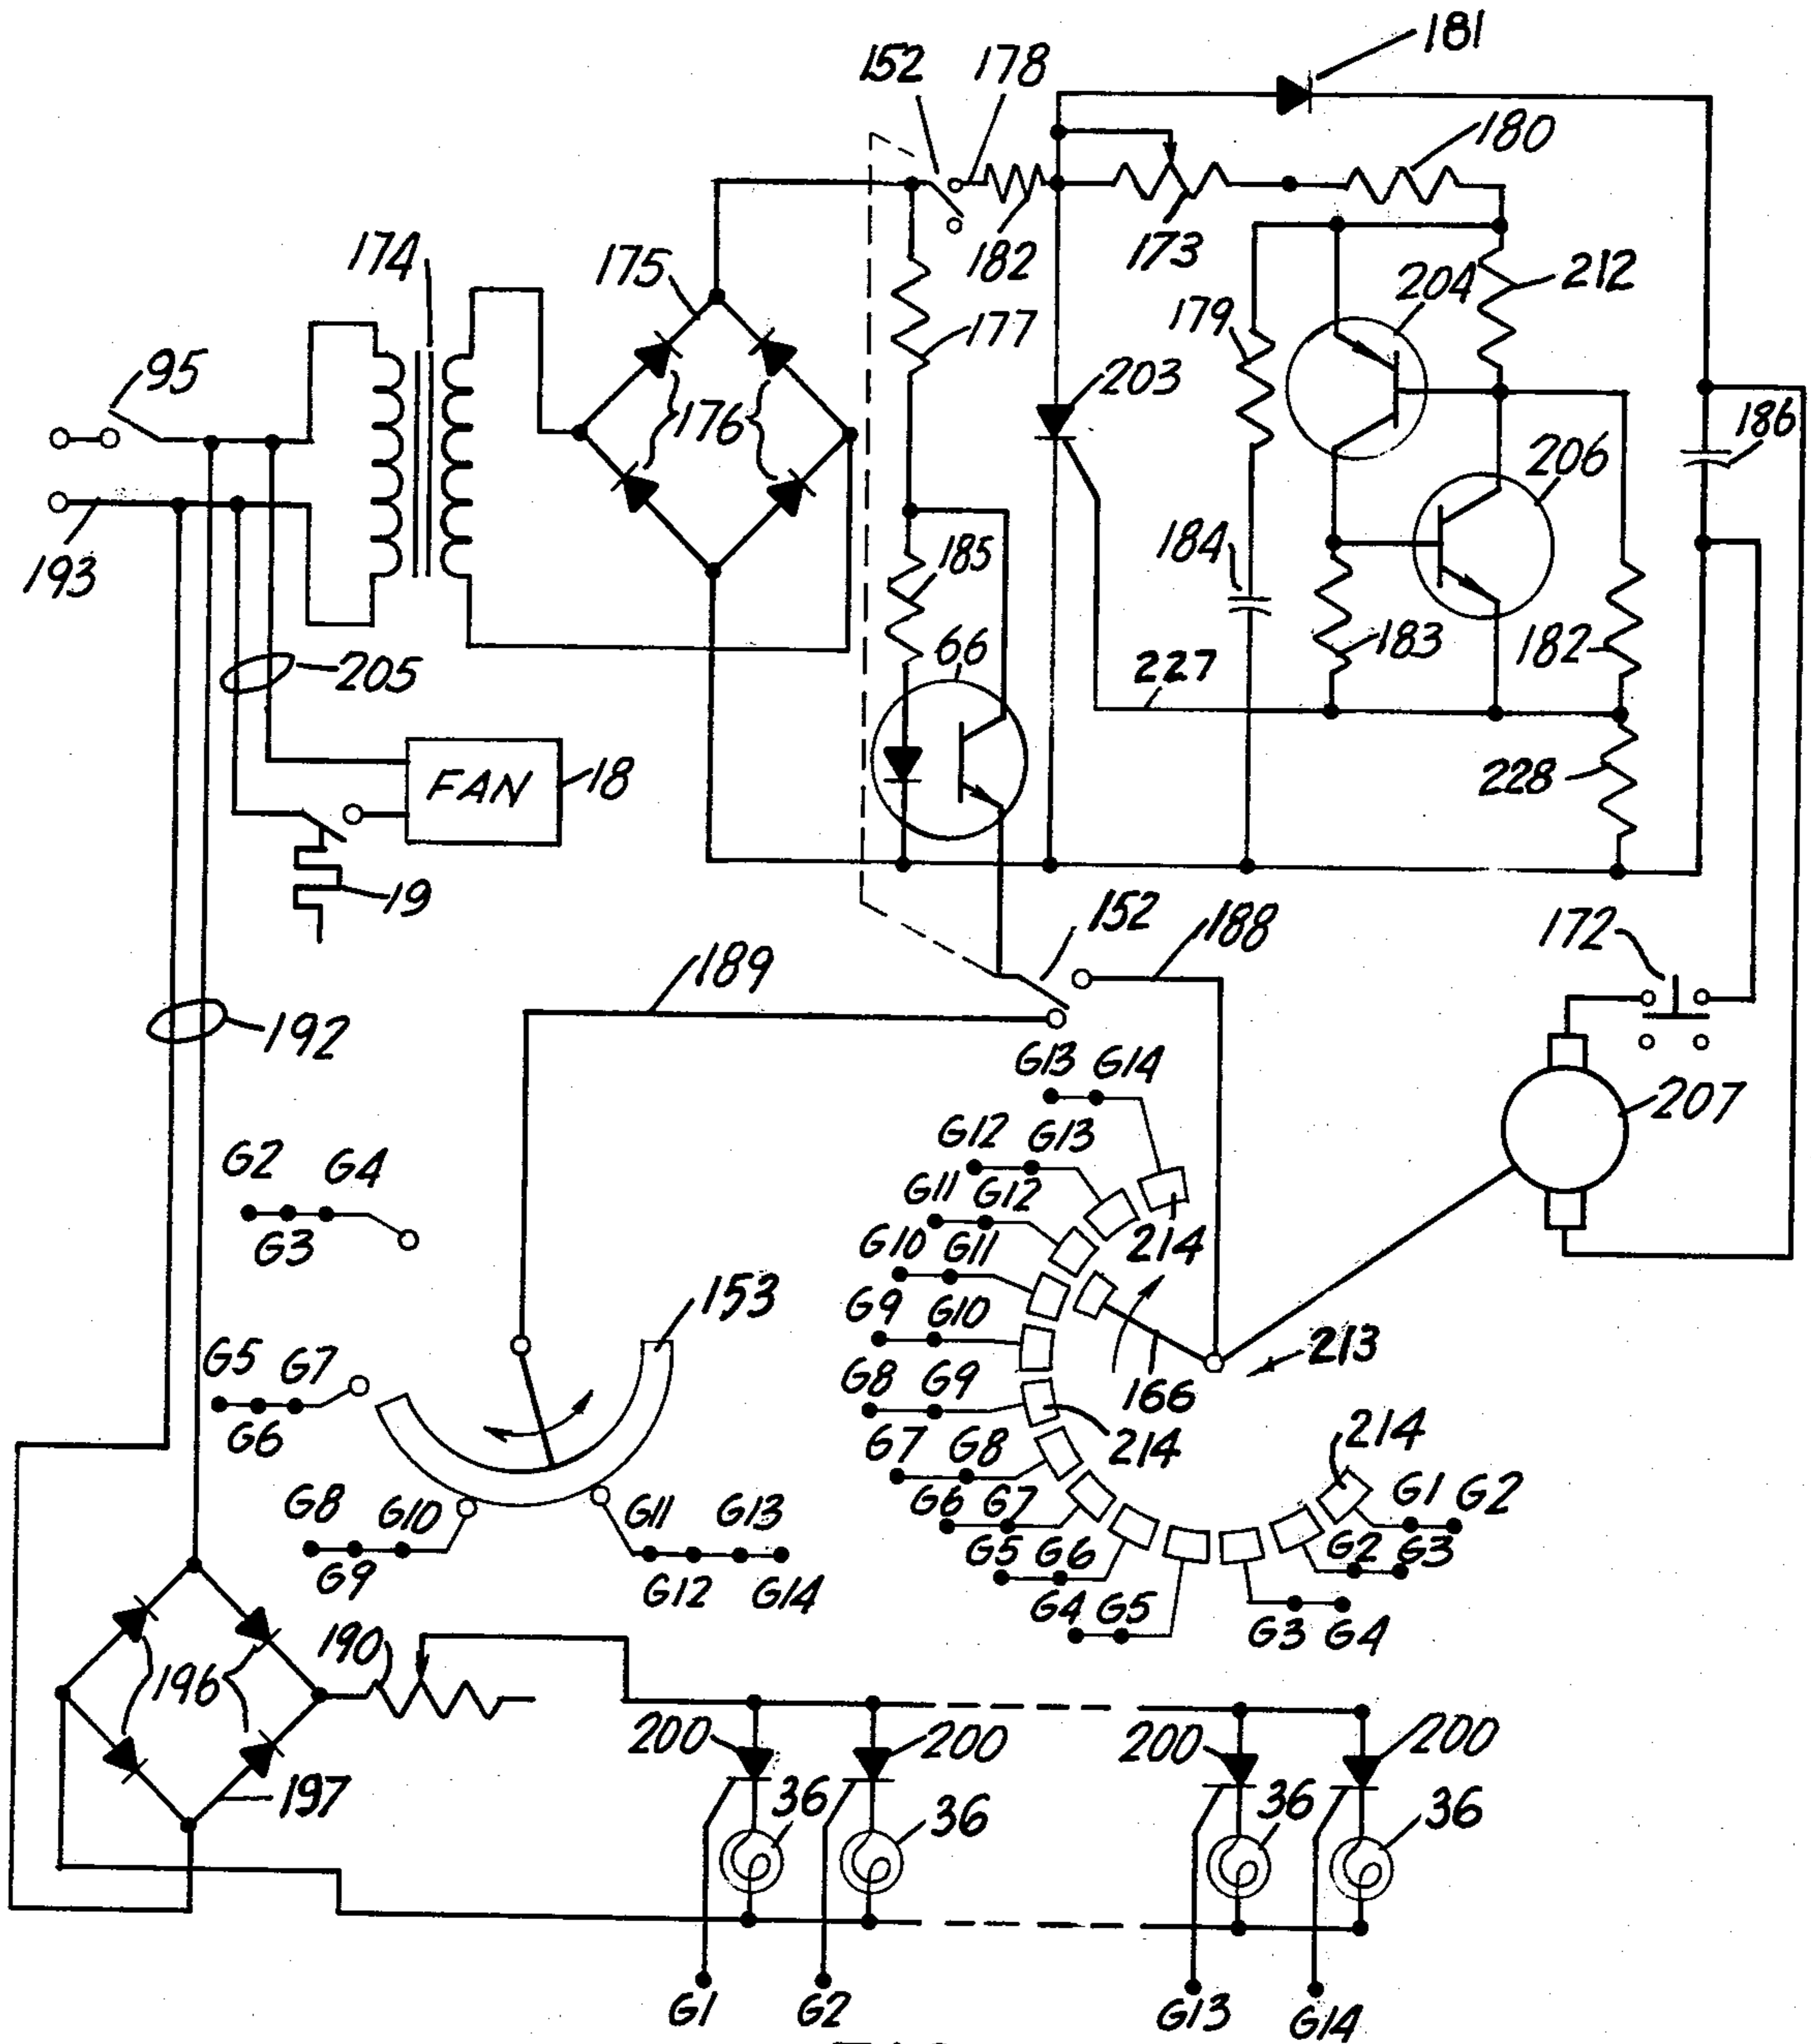 181
152 178
180
174 175 182 173 204 212
177 179
95 203
176 186
206
185 184
193
66
205 183 182
227
FAN 18
228
19
152 188 172
189
192
G13 G14
207
G12 G13
G2 G4
G11 G12
G3 214
G10 G11
153
G9 G10
G5 G7 213
166
G8 G9
G6 214 214
G7 G8
G1 G2
G8 G10 G11 G13
G6 G7
G5 G6 G2 G3
G9 G12 G14
G4 G5 G3 G4
190
196
200 200 200 200
197 36 36 36 36
G1 G2 G13 G14